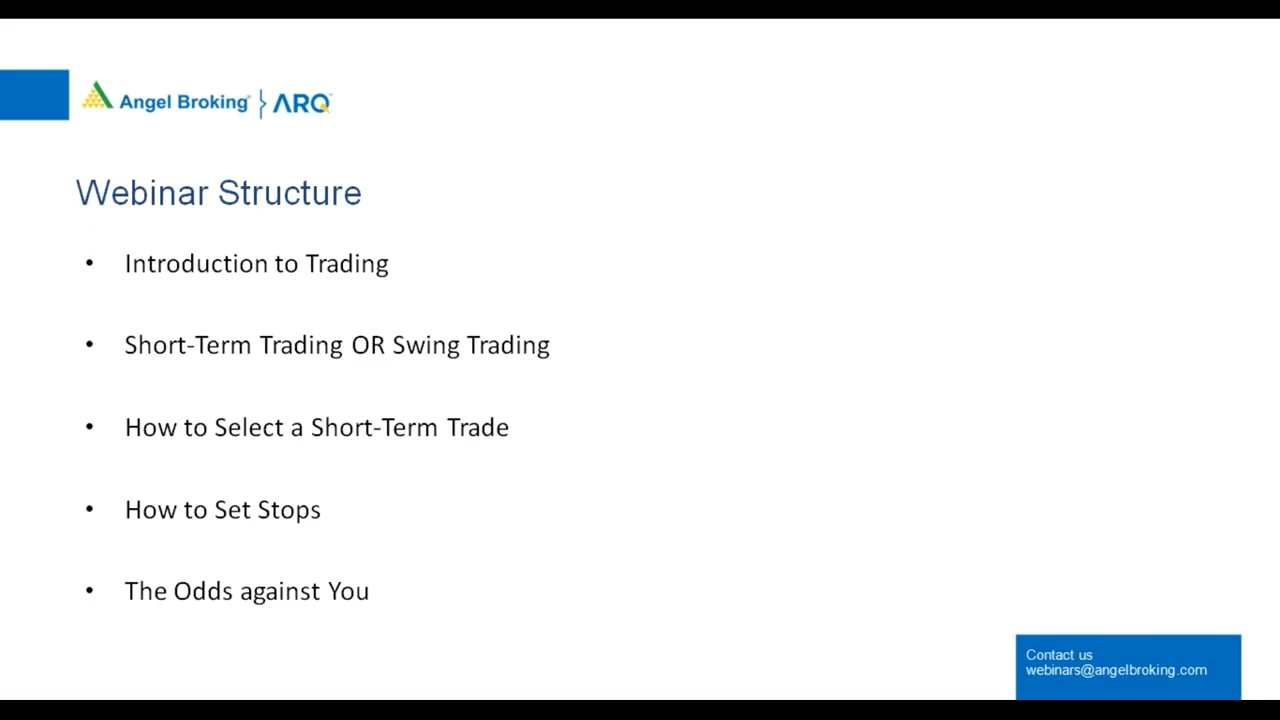 Angel Broking ARQ
Webinar Structure
• Introduction to Trading
• Short-Term Trading OR Swing Trading
• How to Select a Short-Term Trade
• How to Set Stops
• The Odds against You
Contact us
webinars@angelbroking.com